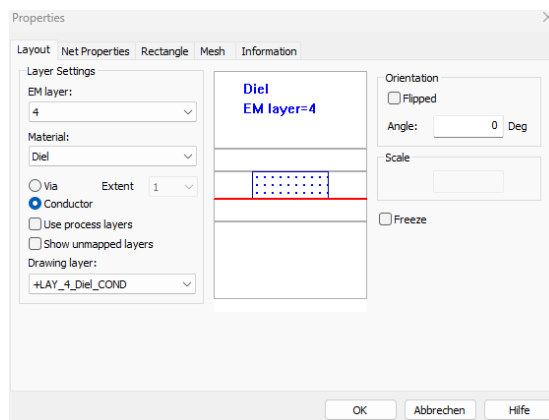 Properties
Layout Net Properties Rectangle Mesh Information
Layer Settings
EM layer:
4
Material:
Diel
Via Extent 1
Conductor
Use process layers
Show unmapped layers
Drawing layer:
+LAY_4_Diel_COND
Diel
EM layer=4
Orientation
Flipped
Angle: 0 Deg
Scale
Freeze
OK Abbrechen Hilfe